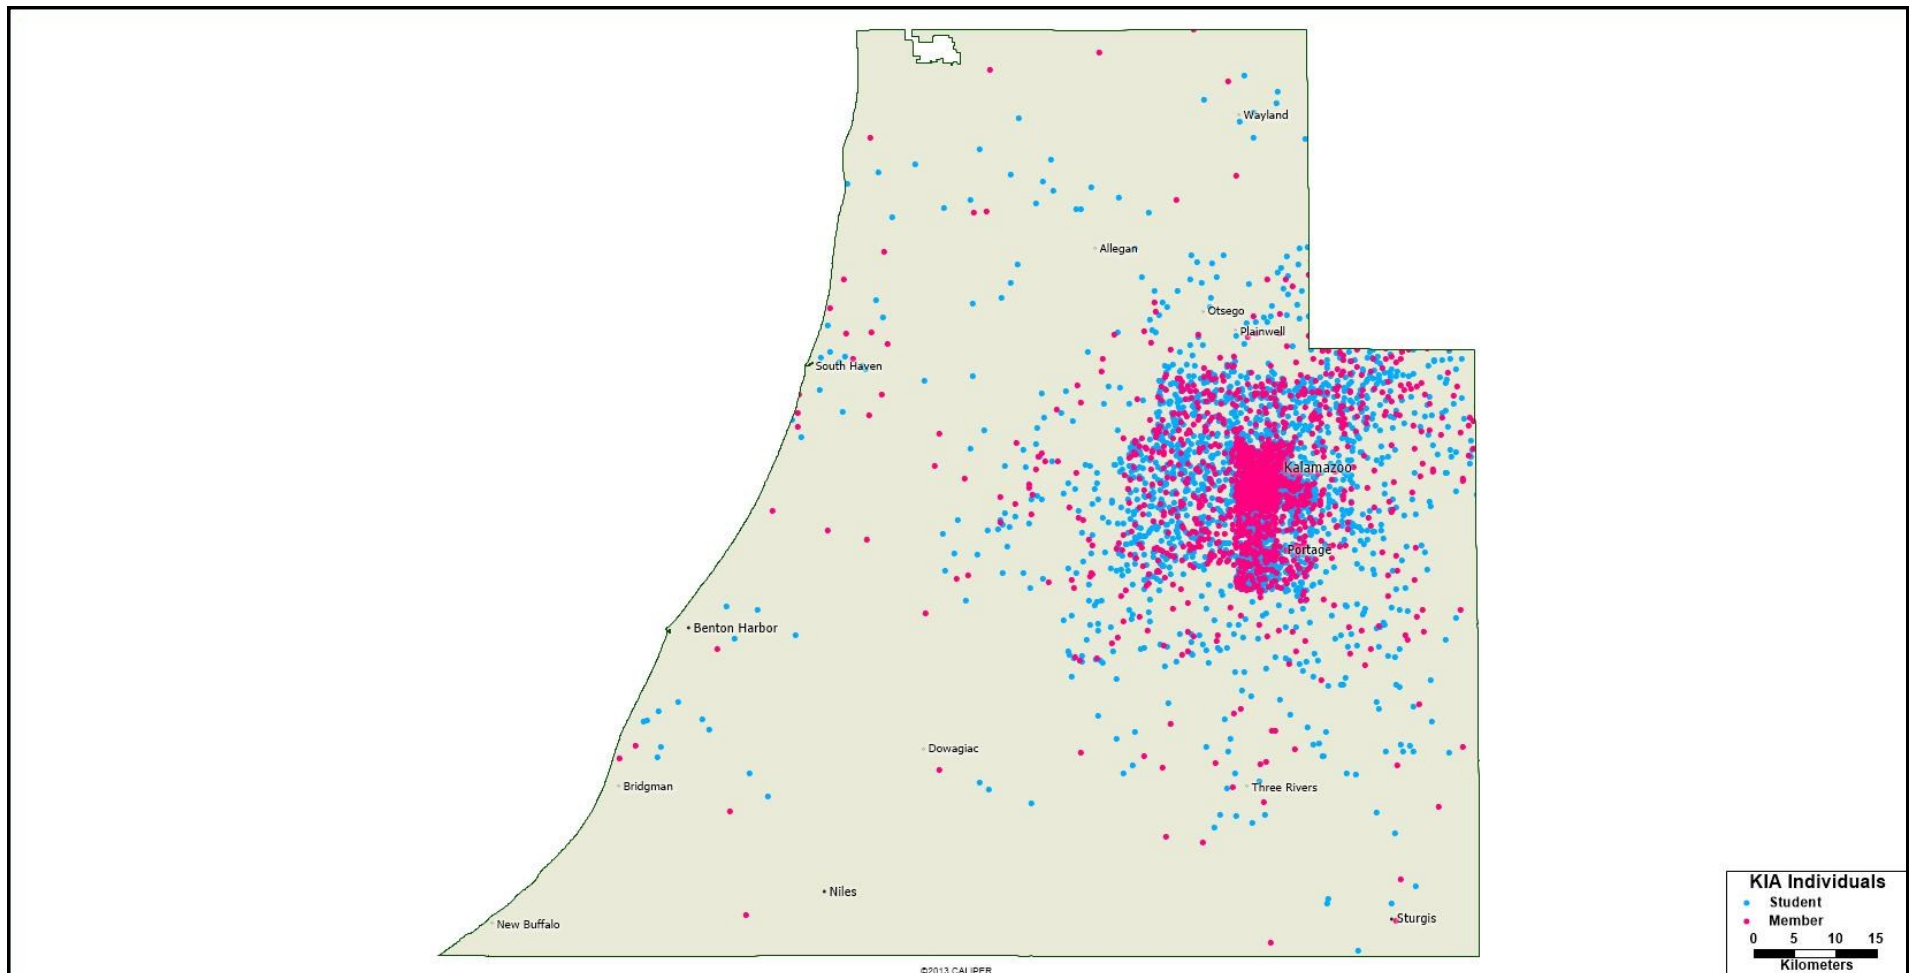 Wayland
Allegan
Otsego
Plainwell
South Haven
Kalamazoo
Portage
Benton Harbor
Dowagiac
Bridgman
Three Rivers
Niles
New Buffalo
Sturgis
KIA Individuals
Student
Member
0 5 10 15
Kilometers
©2013 CALIPER